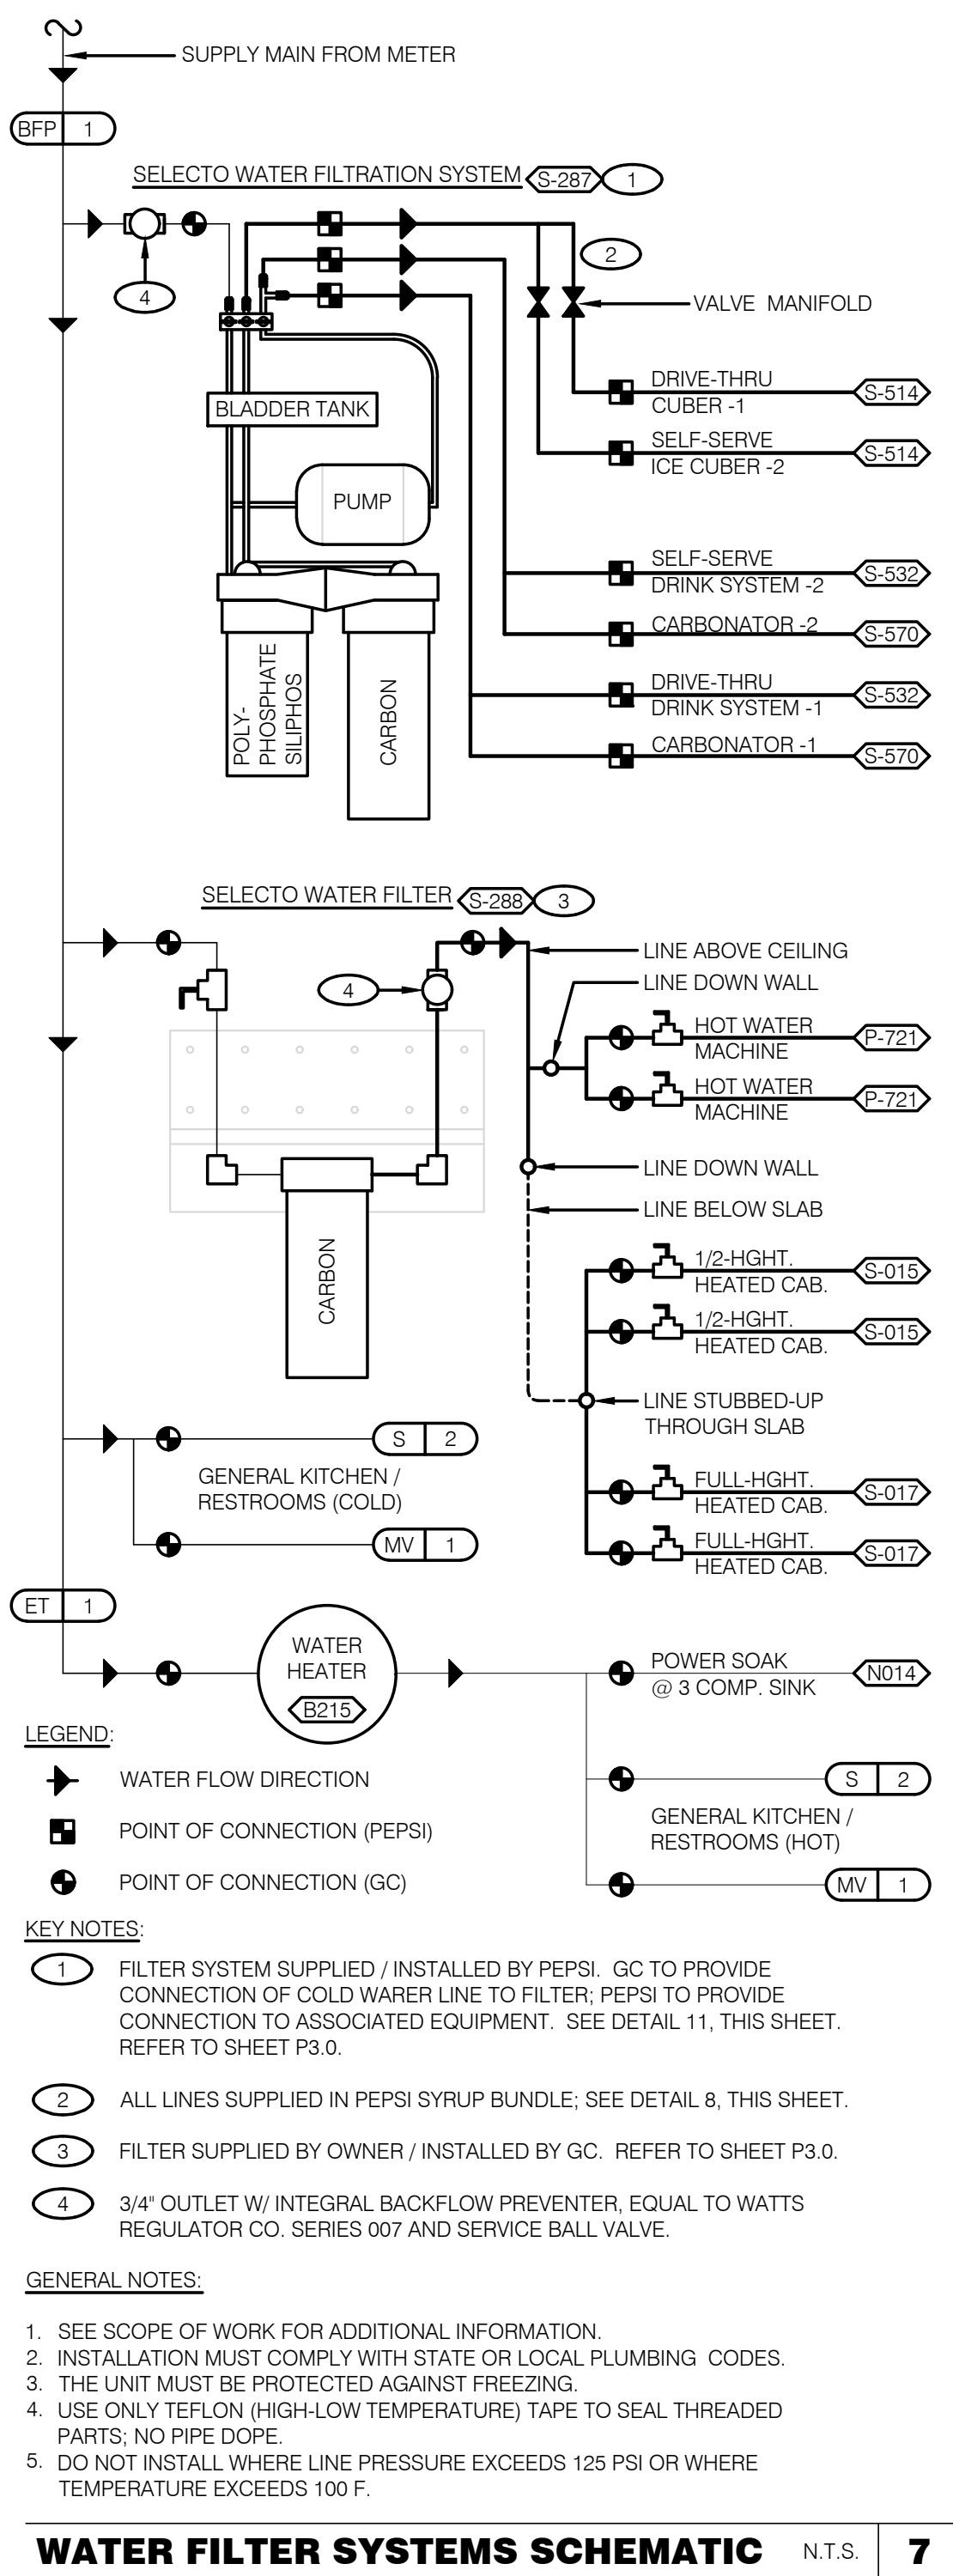 SUPPLY MAIN FROM METER
BFP 1
SELECTO WATER FILTRATION SYSTEM S-287 1
2
4
VALVE MANIFOLD
DRIVE-THRU
CUBER -1
S-514
BLADDER TANK
SELF-SERVE
ICE CUBER -2
S-514
PUMP
SELF-SERVE
DRINK SYSTEM -2
S-532
CARBONATOR -2
S-570
POLY-
PHOSPHATE
SILIPHOS
CARBON
DRIVE-THRU
DRINK SYSTEM -1
S-532
CARBONATOR -1
S-570
SELECTO WATER FILTER S-288 3
LINE ABOVE CEILING
4
LINE DOWN WALL
HOT WATER
MACHINE
P-721
HOT WATER
MACHINE
P-721
LINE DOWN WALL
LINE BELOW SLAB
CARBON
1/2-HGHT.
HEATED CAB.
S-015
1/2-HGHT.
HEATED CAB.
S-015
LINE STUBBED-UP
THROUGH SLAB
S 2
GENERAL KITCHEN /
RESTROOMS (COLD)
MV 1
FULL-HGHT.
HEATED CAB.
S-017
FULL-HGHT.
HEATED CAB.
S-017
ET 1
WATER
HEATER
B215
POWER SOAK
@ 3 COMP. SINK
N014
S 2
GENERAL KITCHEN /
RESTROOMS (HOT)
MV 1
LEGEND:
WATER FLOW DIRECTION
POINT OF CONNECTION (PEPSI)
POINT OF CONNECTION (GC)
KEY NOTES:
1 FILTER SYSTEM SUPPLIED / INSTALLED BY PEPSI. GC TO PROVIDE
CONNECTION OF COLD WARER LINE TO FILTER; PEPSI TO PROVIDE
CONNECTION TO ASSOCIATED EQUIPMENT. SEE DETAIL 11, THIS SHEET.
REFER TO SHEET P3.0.
2 ALL LINES SUPPLIED IN PEPSI SYRUP BUNDLE; SEE DETAIL 8, THIS SHEET.
3 FILTER SUPPLIED BY OWNER / INSTALLED BY GC. REFER TO SHEET P3.0.
4 3/4" OUTLET W/ INTEGRAL BACKFLOW PREVENTER, EQUAL TO WATTS
REGULATOR CO. SERIES 007 AND SERVICE BALL VALVE.
GENERAL NOTES:
1. SEE SCOPE OF WORK FOR ADDITIONAL INFORMATION.
2. INSTALLATION MUST COMPLY WITH STATE OR LOCAL PLUMBING CODES.
3. THE UNIT MUST BE PROTECTED AGAINST FREEZING.
4. USE ONLY TEFLON (HIGH-LOW TEMPERATURE) TAPE TO SEAL THREADED
PARTS; NO PIPE DOPE.
5. DO NOT INSTALL WHERE LINE PRESSURE EXCEEDS 125 PSI OR WHERE
TEMPERATURE EXCEEDS 100 F.
WATER FILTER SYSTEMS SCHEMATIC N.T.S. 7